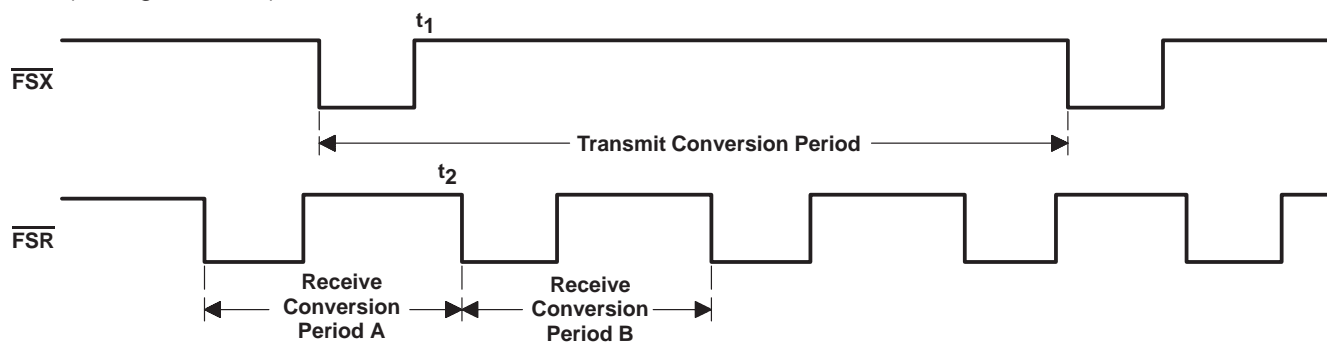 t1
FSX
Transmit Conversion Period
t2
FSR
Receive
Conversion
Period A
Receive
Conversion
Period B